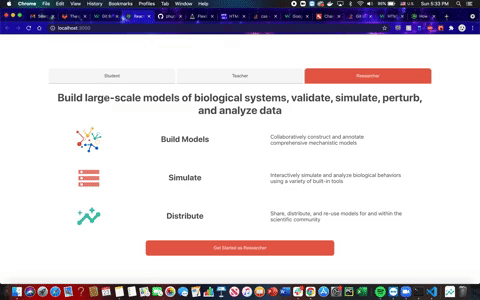 Chrome File Edit View History Bookmarks Profiles Tab Window Help
Sun 5:33 PM
localhost:3000
Student Teacher Researcher
Build large-scale models of biological systems, validate, simulate, perturb,
and analyze data
Build Models
Collaboratively construct and annotate
comprehensive mechanistic models
Simulate
Interactively simulate and analyze biological behaviors
using a variety of built-in tools
Distribute
Share, distribute, and re-use models for and within the
scientific community
Get Started as Researcher